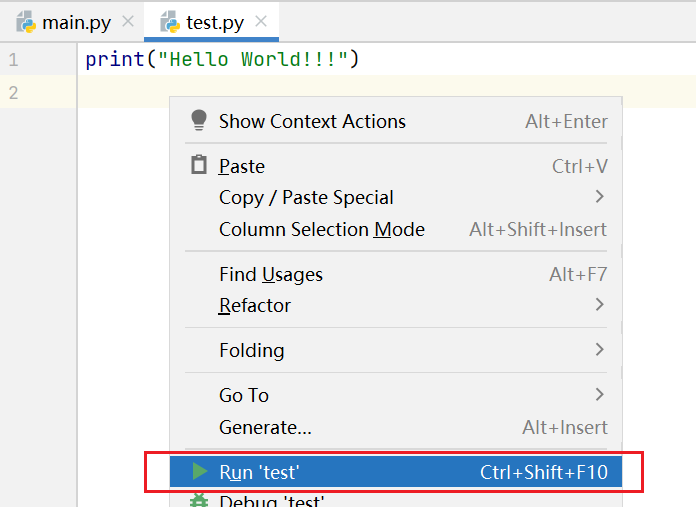 main.py
test.py
1 print("Hello World!!!")
2
Show Context Actions Alt+Enter
Paste Ctrl+V
Copy / Paste Special
Column Selection Mode Alt+Shift+Insert
Find Usages Alt+F7
Refactor
Folding
Go To
Generate... Alt+Insert
Run 'test' Ctrl+Shift+F10
Debug 'test'